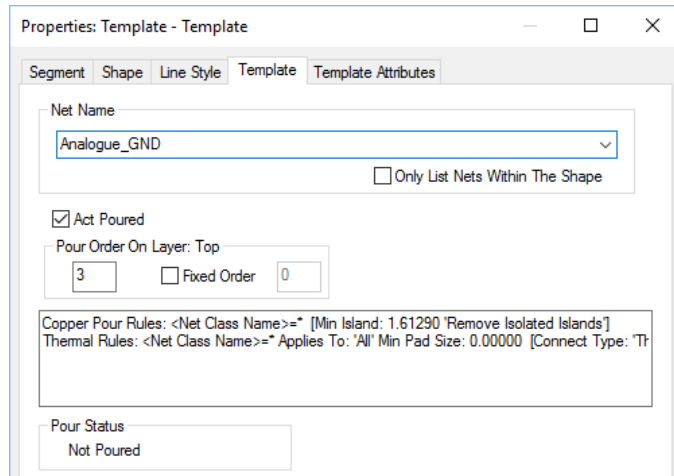 Properties: Template - Template
Segment Shape Line Style Template Template Attributes
Net Name
Analogue_GND
Only List Nets Within The Shape
Act Poured
Pour Order On Layer: Top
3 Fixed Order 0
Copper Pour Rules: <Net Class Name>=* [Min Island: 1.61290 'Remove Isolated Islands']
Thermal Rules: <Net Class Name>=* Applies To: 'All' Min Pad Size: 0.00000 [Connect Type: 'Th
Pour Status
Not Poured